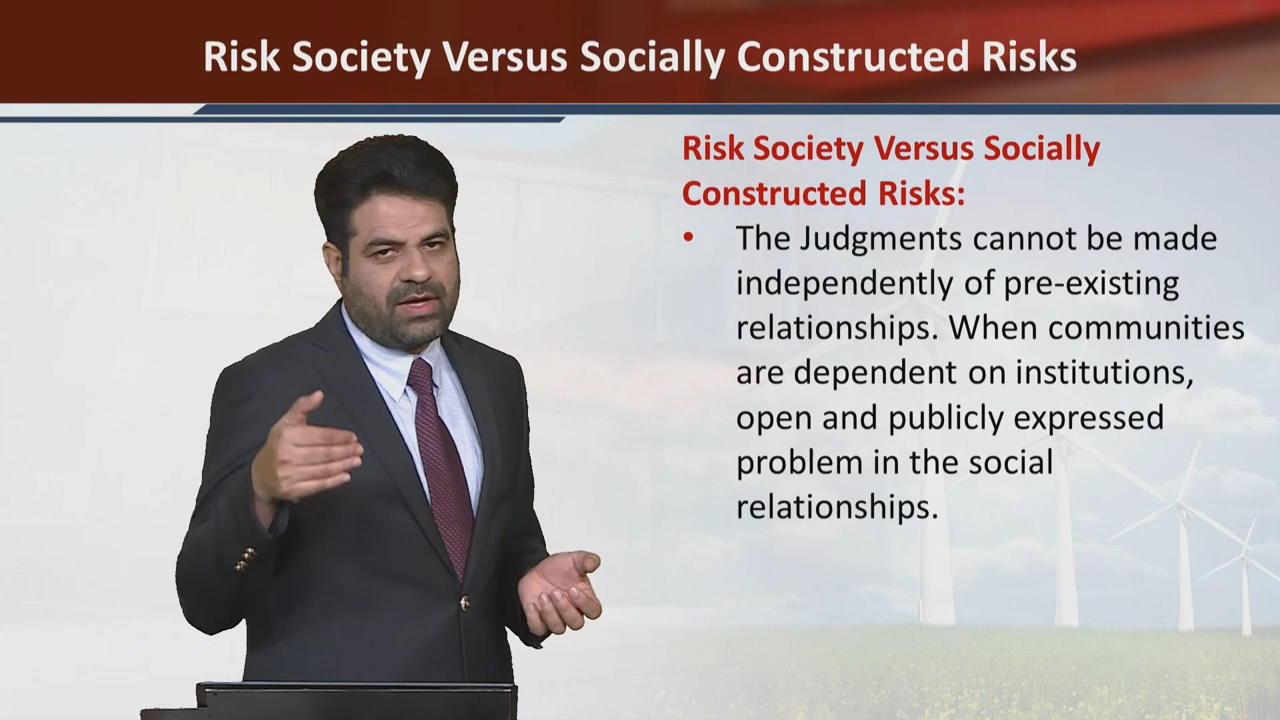 Risk Society Versus Socially Constructed Risks
Risk Society Versus Socially
Constructed Risks:
• The Judgments cannot be made
independently of pre-existing
relationships. When communities
are dependent on institutions,
open and publicly expressed
problem in the social
relationships.